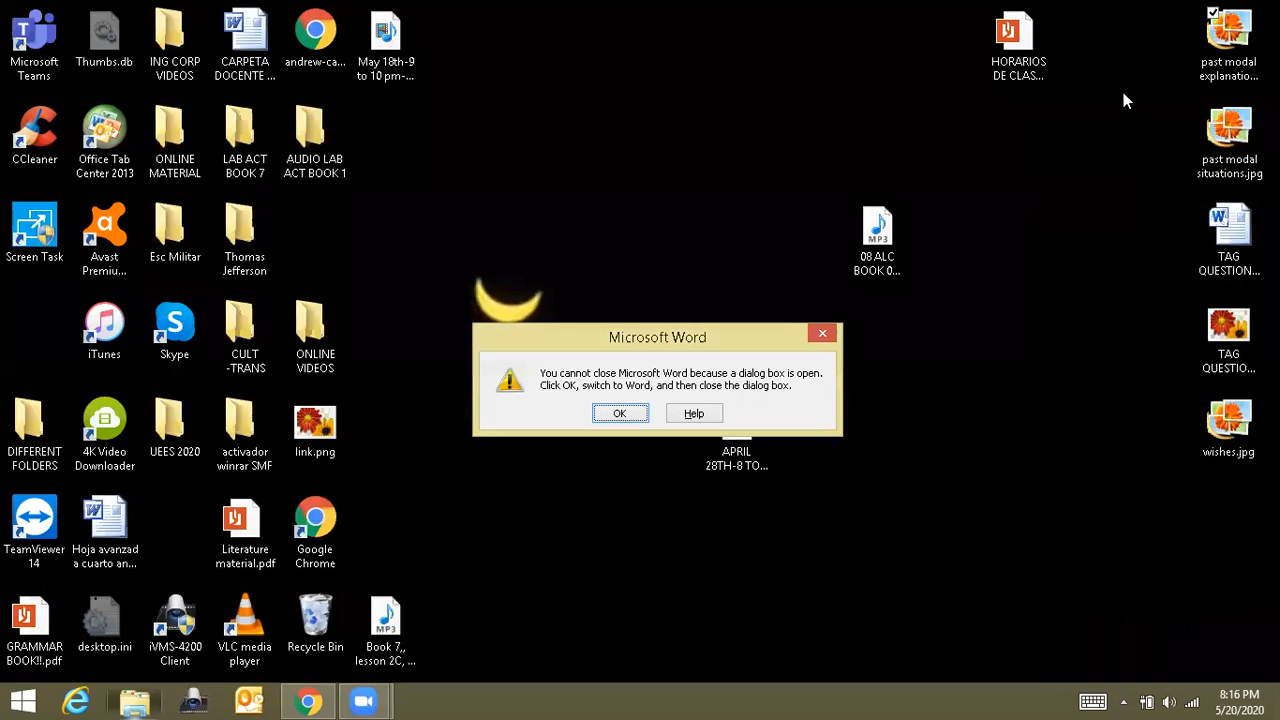 Microsoft
Teams
Thumbs.db
ING CORP
VIDEOS
CARPETA
DOCENTE ...
andrew-ca...
May 18th-9
to 10 pm-...
HORARIOS
DE CLAS...
past modal
explanatio...
CCleaner
Office Tab
Center 2013
ONLINE
MATERIAL
LAB ACT
BOOK 7
AUDIO LAB
ACT BOOK 1
past modal
situations.jpg
Screen Task
Avast
Premiu...
Esc Militar
Thomas
Jefferson
MP3
08 ALC
BOOK 0...
TAG
QUESTION...
iTunes
Skype
CULT
-TRANS
ONLINE
VIDEOS
TAG
QUESTIO...
Microsoft Word
You cannot close Microsoft Word because a dialog box is open.
Click OK, switch to Word, and then close the dialog box.
OK
Help
DIFFERENT
FOLDERS
4K Video
Downloader
UEES 2020
activador
winrar SMF
link.png
APRIL
28TH-8 TO...
wishes.jpg
TeamViewer
14
Hoja avanzad
a cuarto an...
Literature
material.pdf
Google
Chrome
GRAMMAR
BOOK!!.pdf
desktop.ini
iVMS-4200
Client
VLC media
player
Recycle Bin
MP3
Book 7,,
lesson 2C, ...
8:16 PM
5/20/2020